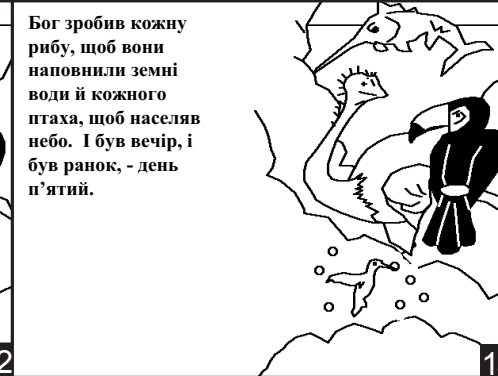 Бог зробив кожну
рибу, щоб вони
наповнили земні
води й кожного
птаха, щоб населяв
небо.  І був вечір, і
був ранок, - день
п’ятий.
2
1